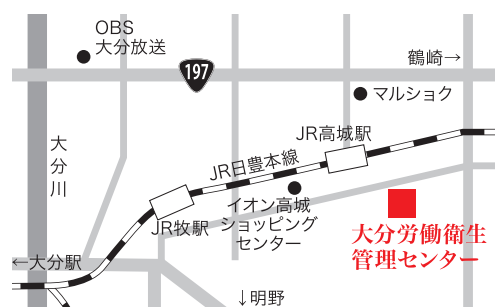 OBS
大分放送
鶴崎→
197
マルショク
JR高城駅
大分川
JR日豊本線
イオン高城
ショッピング
センター
JR牧駅
大分労働衛生
管理センター
←大分駅
↓明野